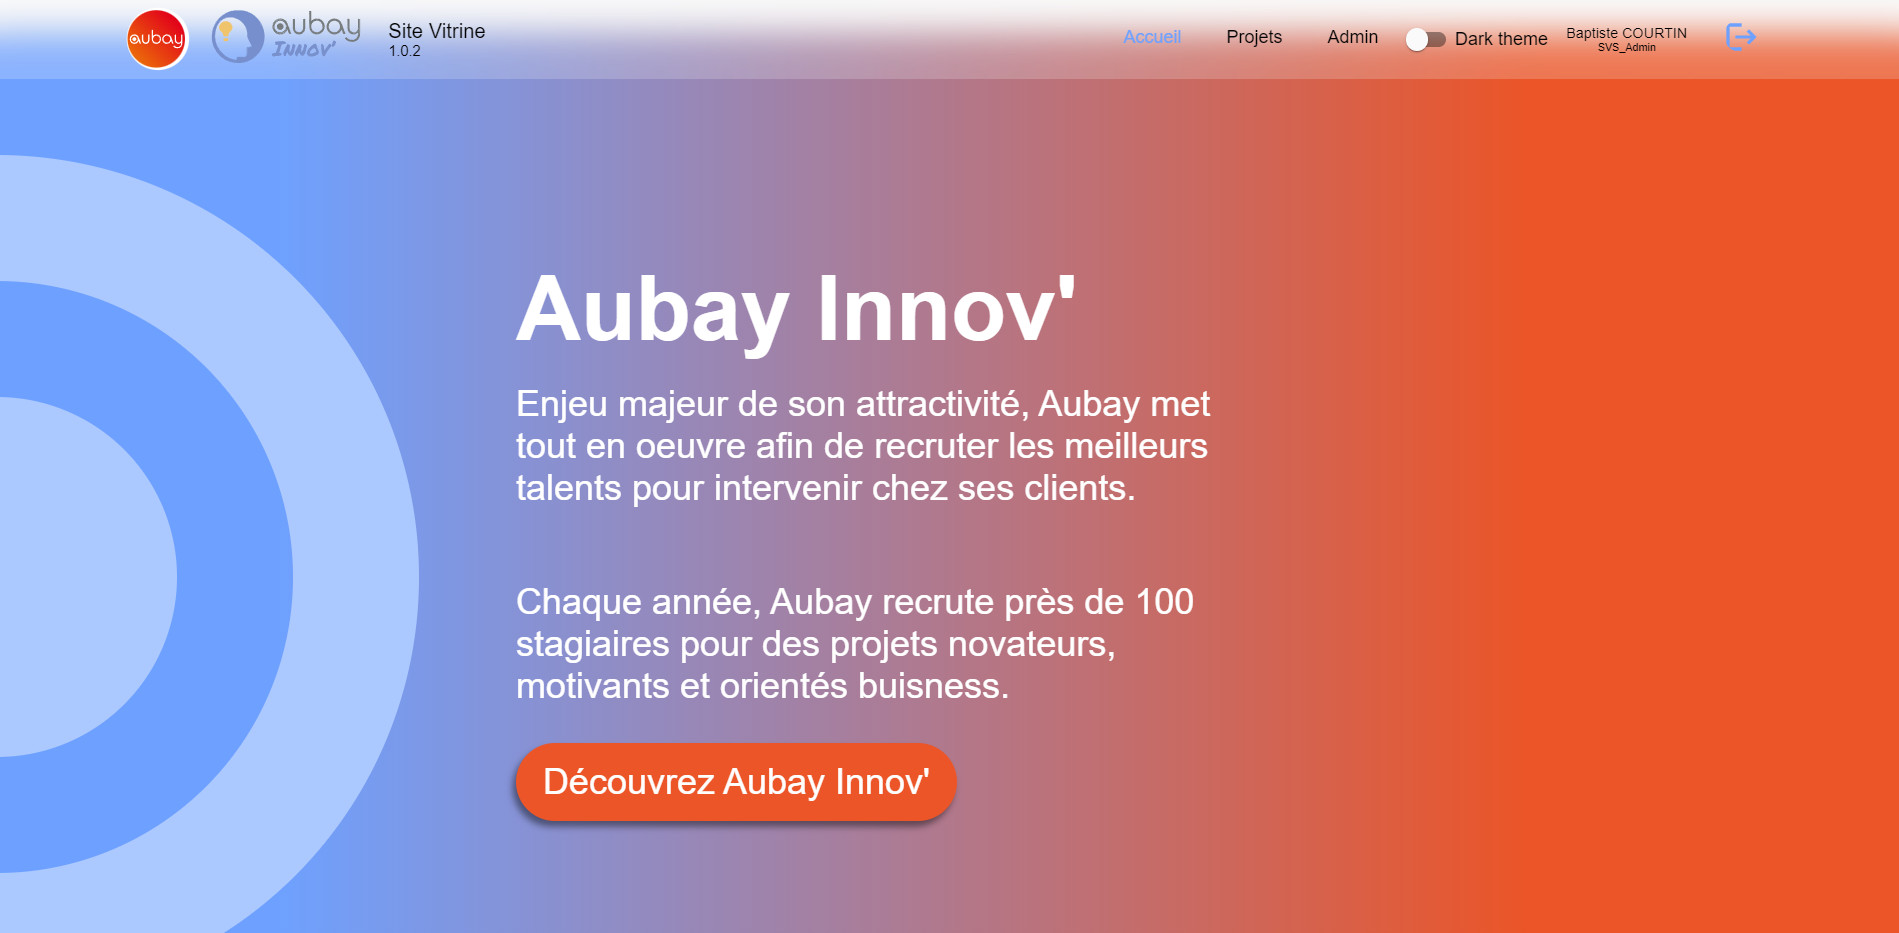 aubay
aubay
INNOV'
Site Vitrine
1.0.2
Accueil
Projets
Admin
Dark theme
Baptiste COURTIN
SVS_Admin
Aubay Innov'
Enjeu majeur de son attractivité, Aubay met
tout en oeuvre afin de recruter les meilleurs
talents pour intervenir chez ses clients.
Chaque année, Aubay recrute près de 100
stagiaires pour des projets novateurs,
motivants et orientés buisness.
Découvrez Aubay Innov'